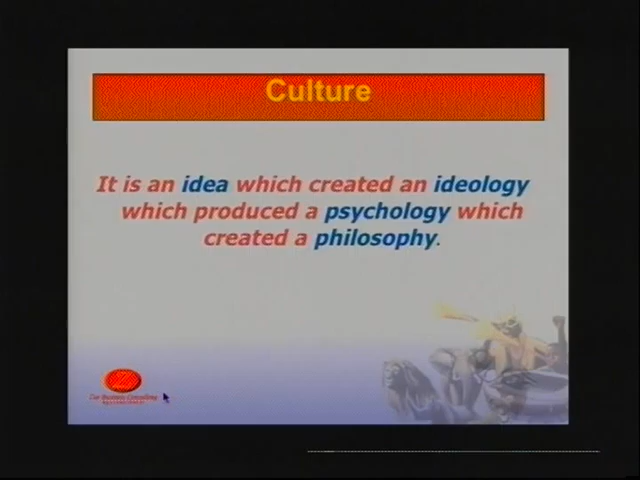 Culture
It is an idea which created an ideology
which produced a psychology which
created a philosophy.